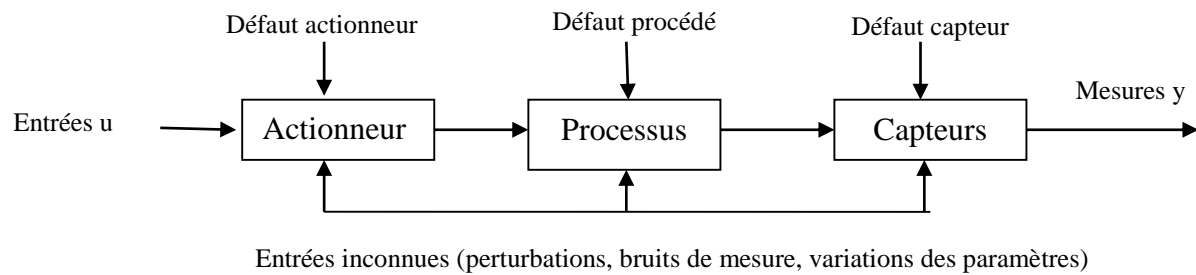 Défaut actionneur
Défaut procédé
Défaut capteur
Entrées u
Actionneur
Processus
Capteurs
Mesures y
Entrées inconnues (perturbations, bruits de mesure, variations des paramètres)